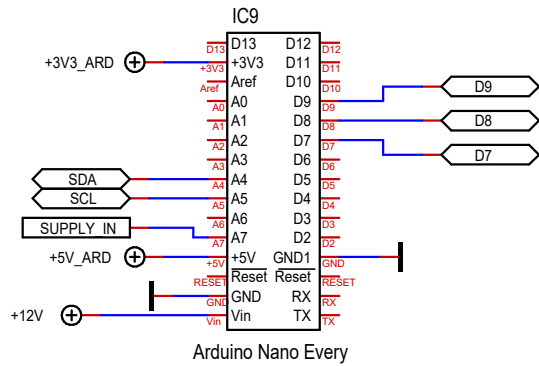 IC9
D13 D13 D12 D12
+3V3_ARD +3V3 +3V3 D11 D11
Aref Aref D10 D10
A0 A0 D9 D9 D9
A1 A1 D8 D8 D8
A2 A2 D7 D7 D7
A3 A3 D6 D6
SDA A4 A4 D5 D5
SCL A5 A5 D4 D4
SUPPLY_IN A6 A6 D3 D3
A7 A7 D2 D2
+5V_ARD +5V +5V GND1 GND
RESET Reset Reset RESET
GND GND RX RX
+12V Vin Vin TX TX
Arduino Nano Every